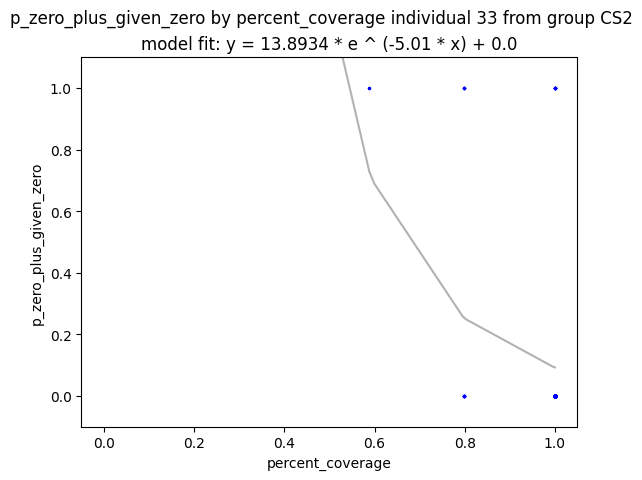 p_zero_plus_given_zero by percent_coverage individual 33 from group CS2
model fit: y = 13.8934 * e ^ (-5.01 * x) + 0.0
1.0
0.8
0.6
0.4
0.2
0.0
p_zero_plus_given_zero
0.0 0.2 0.4 0.6 0.8 1.0
percent_coverage